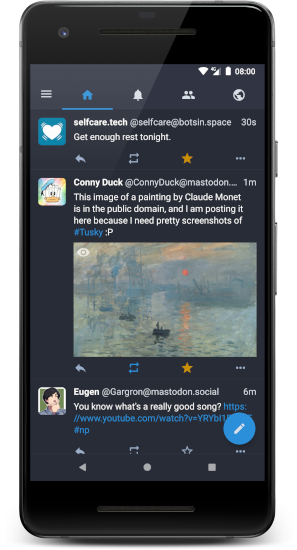 08:00
selfcare.tech @selfcare@botsin.space 30s
Get enough rest tonight.
Conny Duck @ConnyDuck@mastodon.… 1m
This image of a painting by Claude Monet
is in the public domain, and I am posting it
here because I need pretty screenshots of
#Tusky :P
Eugen @Gargron@mastodon.social 6m
You know what's a really good song? https:
//www.youtube.com/watch?v=
#np